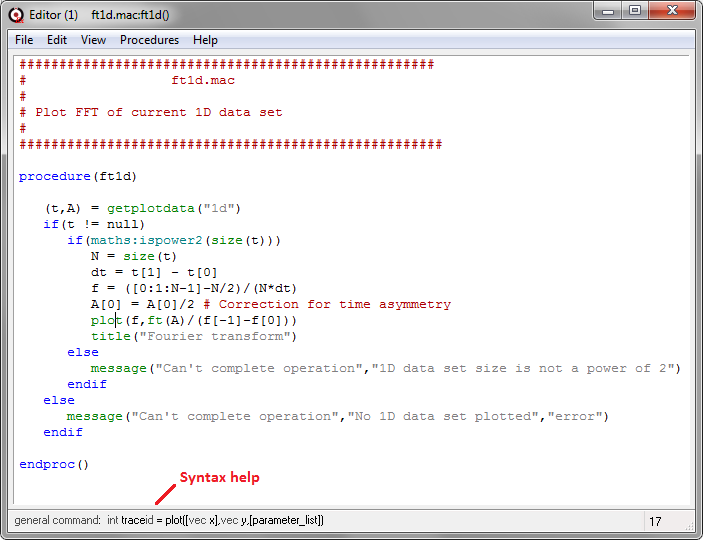 Editor (1) ft1d.mac:ft1d()
File Edit View Procedures Help
####################################################
# ft1d.mac
#
# Plot FFT of current 1D data set
#
#####################################################
procedure(ft1d)
(t,A) = getplotdata("1d")
if(t != null)
if(maths:ispower2(size(t)))
N = size(t)
dt = t[1] - t[0]
f = ([0:1:N-1]-N/2)/(N*dt)
A[0] = A[0]/2 # Correction for time asymmetry
plot(f,ft(A)/(f[-1]-f[0]))
title("Fourier transform")
else
message("Can't complete operation","1D data set size is not a power of 2")
endif
else
message("Can't complete operation","No 1D data set plotted","error")
endif
endproc()
Syntax help
general command: int traceid = plot([vec x],vec y,[parameter_list])
17